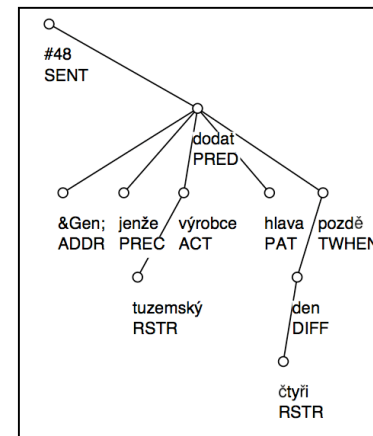 #48
SENT
dodat
PRED
&Gen; jenže výrobce hlava pozdě
ADDR PREC ACT PAT TWHEN
tuzemský den
RSTR DIFF
čtyři
RSTR